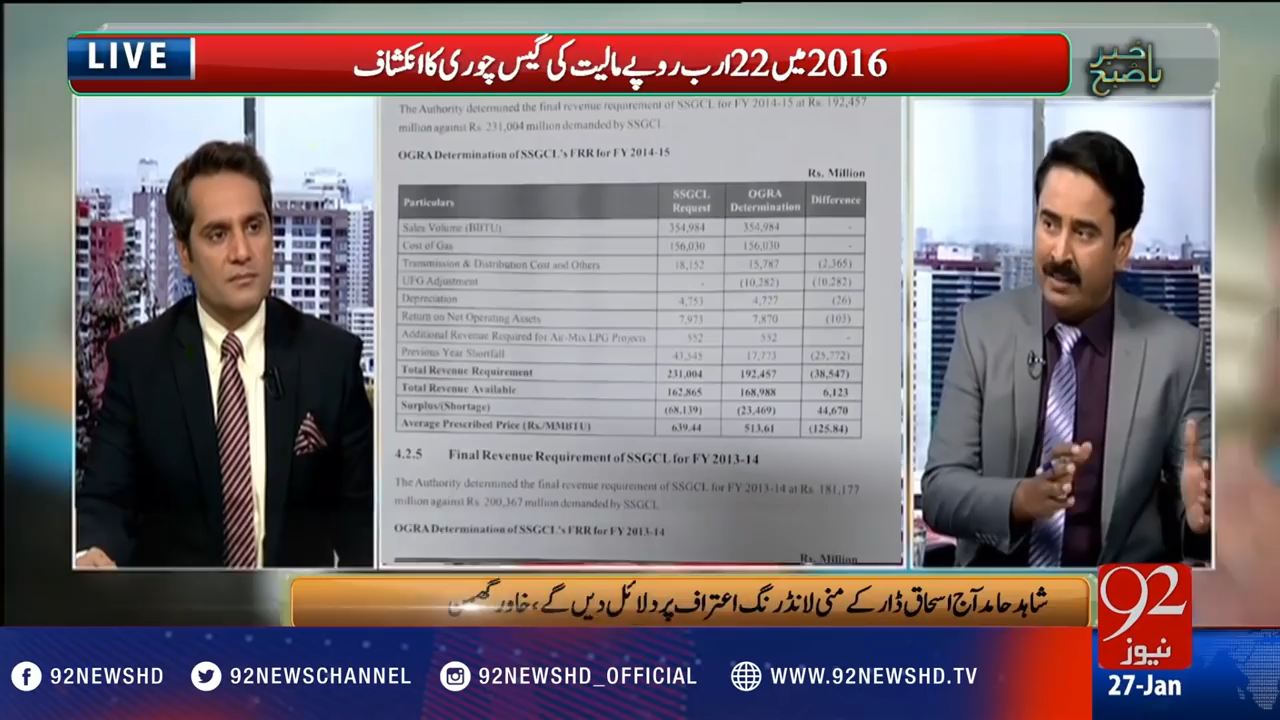 LIVE
2016 میں 22 ارب روپے مالیت کی گیس چوری کا انکشاف
خبر
باصبح
The Authority determined the final revenue requirement of SSGCL for FY 2014-15 at Rs. 192,457
million against Rs. 231,004 million demanded by SSGCL
OGRA Determination of SSGCL's FRR for FY 2014-15
Rs. Million
Particulars SSGCL Request OGRA Determination Difference
Sales Volume (BBTU) 354,984 354,984 -
Cost of Gas 156,030 156,030 -
Transmission & Distribution Cost and Others 18,152 15,787 (2,365)
UFG Adjustment - (10,282) (10,282)
Depreciation 4,753 4,727 (26)
Return on Net Operating Assets 7,973 7,870 (103)
Additional Revenue Required for Air-Mix LPG Projects 552 552 -
Previous Year Shortfall 43,545 17,773 (25,772)
Total Revenue Requirement 231,004 192,457 (38,547)
Total Revenue Available 162,865 168,988 6,123
Surplus/(Shortage) (68,139) (23,469) 44,670
Average Prescribed Price (Rs./MMBTU) 639.44 513.61 (125.84)
4.2.5 Final Revenue Requirement of SSGCL for FY 2013-14
The Authority determined the final revenue requirement of SSGCL for FY 2013-14 at Rs. 181,177
million against Rs. 200,367 million demanded by SSGCL
OGRA Determination of SSGCL's FRR for FY 2013-14
Rs. Million
شاہد حامد آج اسحاق ڈار کے منی لانڈرنگ اعتراف پر دلائل دیں گے، خاور گھمن
92
نیوز
27-Jan
92NEWSHD
92NEWSCHANNEL
92NEWSHD_OFFICIAL
WWW.92NEWSHD.TV